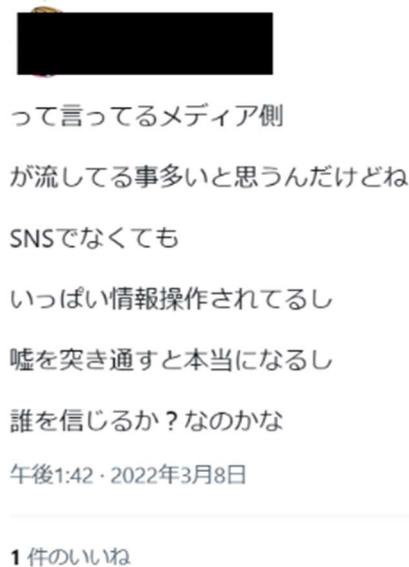 って言ってるメディア側
が流してる事多いと思うんだけどね
SNSでなくても
いっぱい情報操作されてるし
嘘を突き通すと本当になるし
誰を信じるか？なのかな
午後1:42 · 2022年3月8日
1 件のいいね